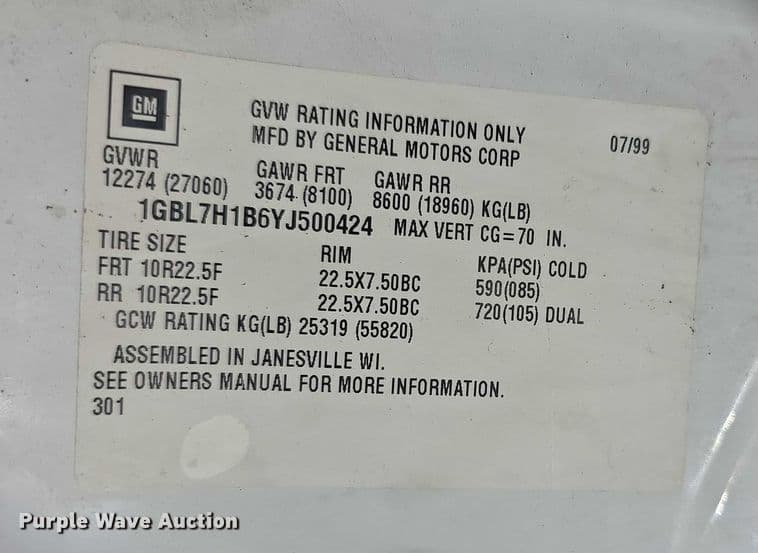 GM
GVW RATING INFORMATION ONLY 07/99
MFD BY GENERAL MOTORS CORP
GVWR GAWR FRT GAWR RR
12274 (27060) 3674 (8100) 8600 (18960) KG(LB)
1GBL7H1B6YJ500424 MAX VERT CG=70 IN.
TIRE SIZE RIM KPA(PSI) COLD
FRT 10R22.5F 22.5X7.50BC 590(085)
RR 10R22.5F 22.5X7.50BC 720(105) DUAL
GCW RATING KG(LB) 25319 (55820)
ASSEMBLED IN JANESVILLE WI.
SEE OWNERS MANUAL FOR MORE INFORMATION.
301
Purple Wave Auction